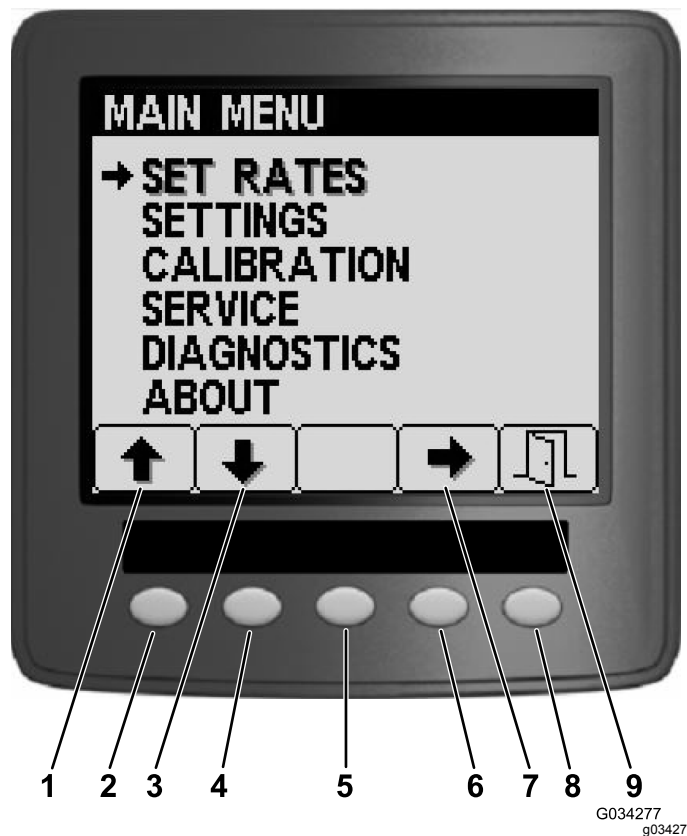 MAIN MENU
SET RATES
SETTINGS
CALIBRATION
SERVICE
DIAGNOSTICS
ABOUT
1 2 3 4 5 6 7 8 9
G034277
g03427